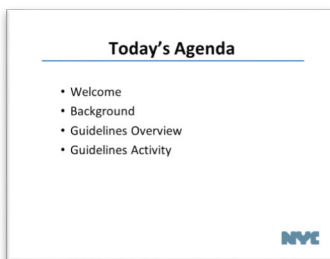 Today's Agenda
• Welcome
• Background
• Guidelines Overview
• Guidelines Activity
NYC